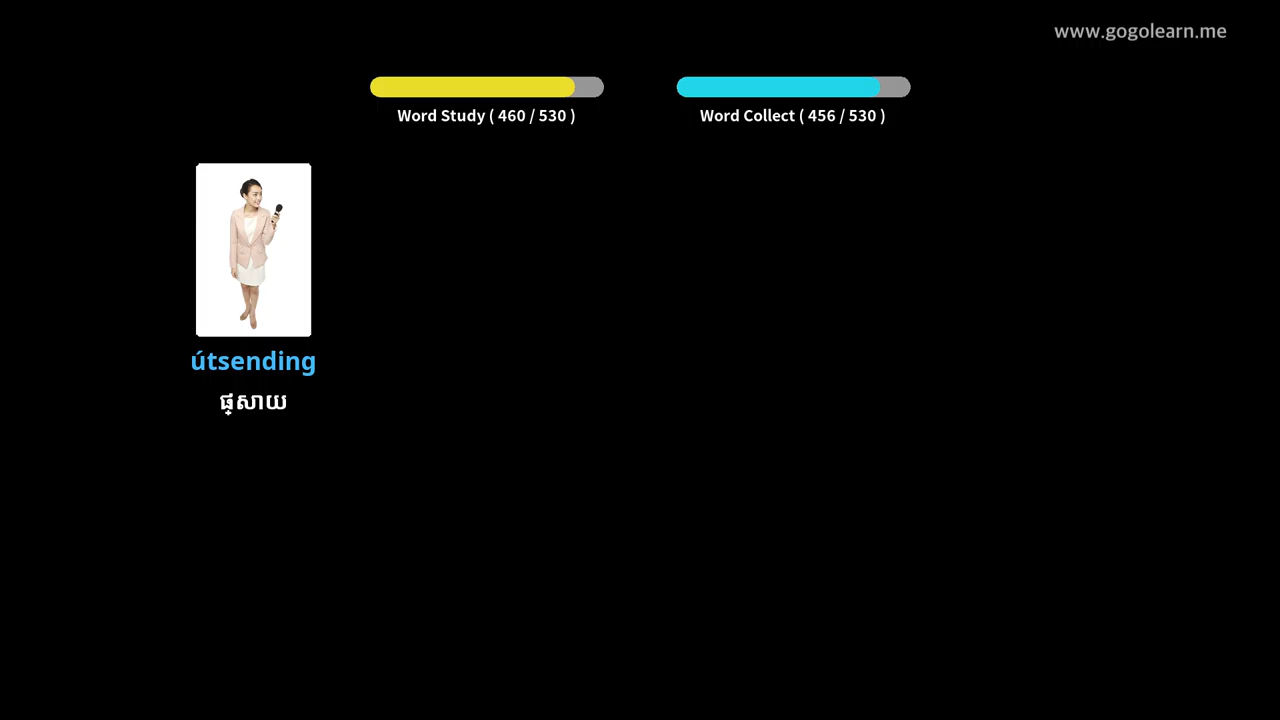 www.gogolearn.me
Word Study ( 460 / 530 )
Word Collect ( 456 / 530 )
útsending
ផ្សាយ